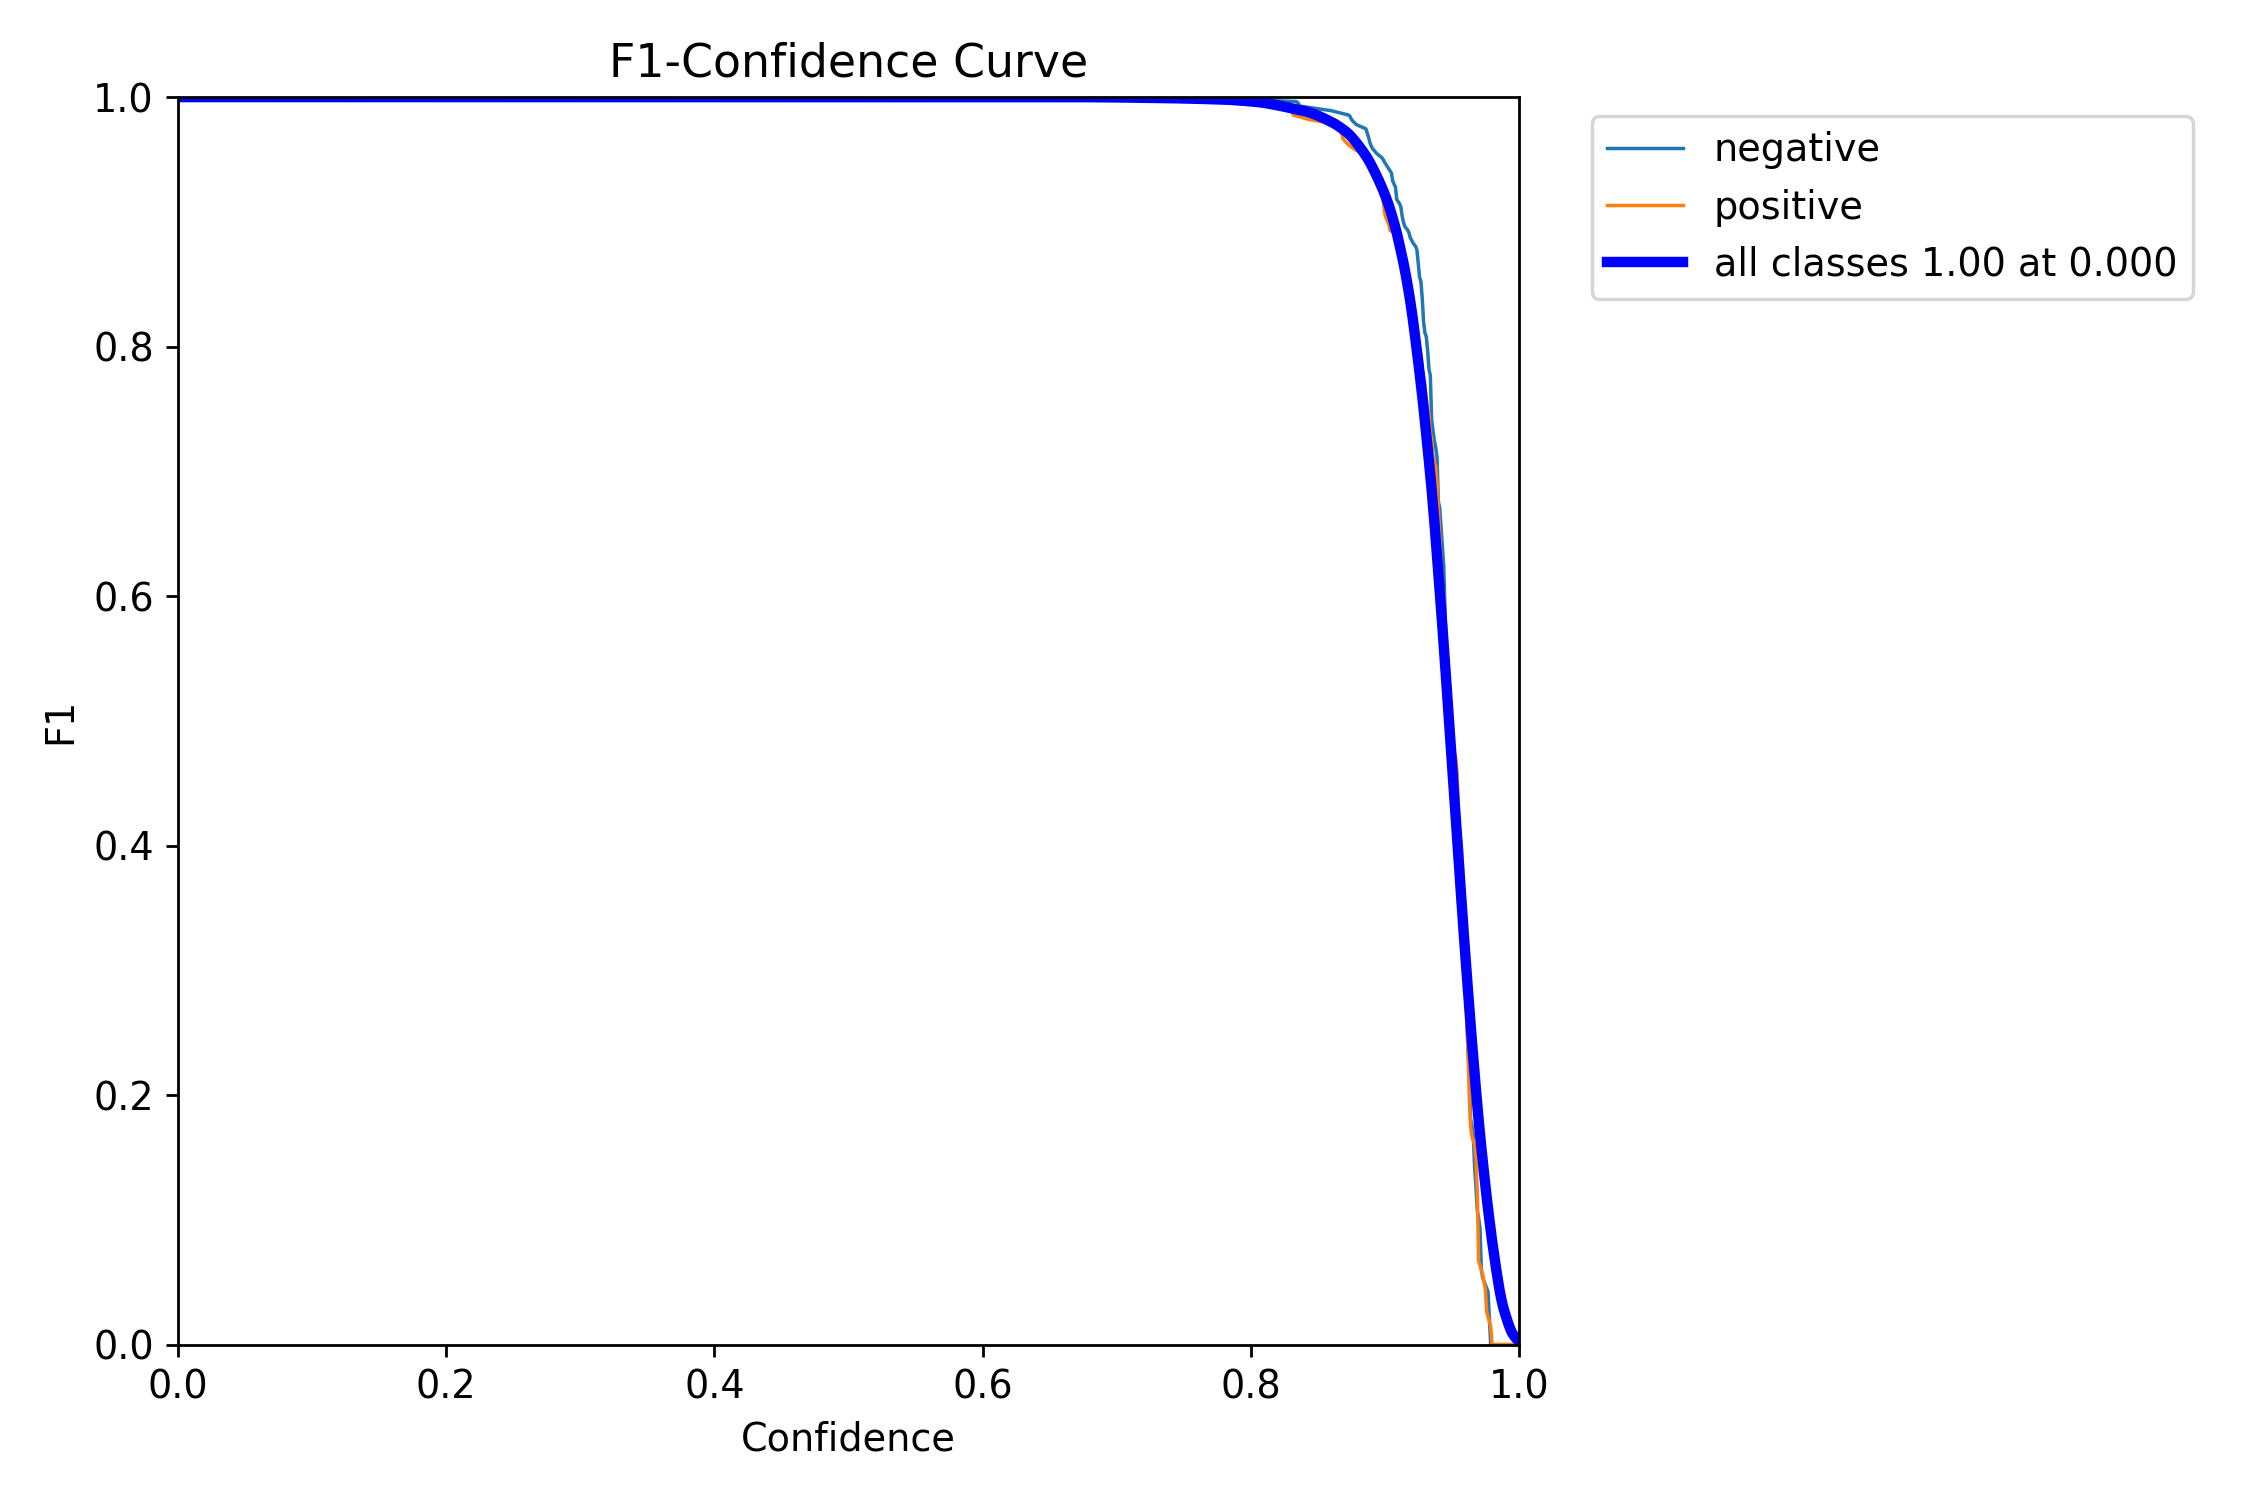 F1-Confidence Curve
1.0
0.8
0.6
0.4
0.2
0.0
F1
0.0 0.2 0.4 0.6 0.8 1.0
Confidence
negative
positive
all classes 1.00 at 0.000